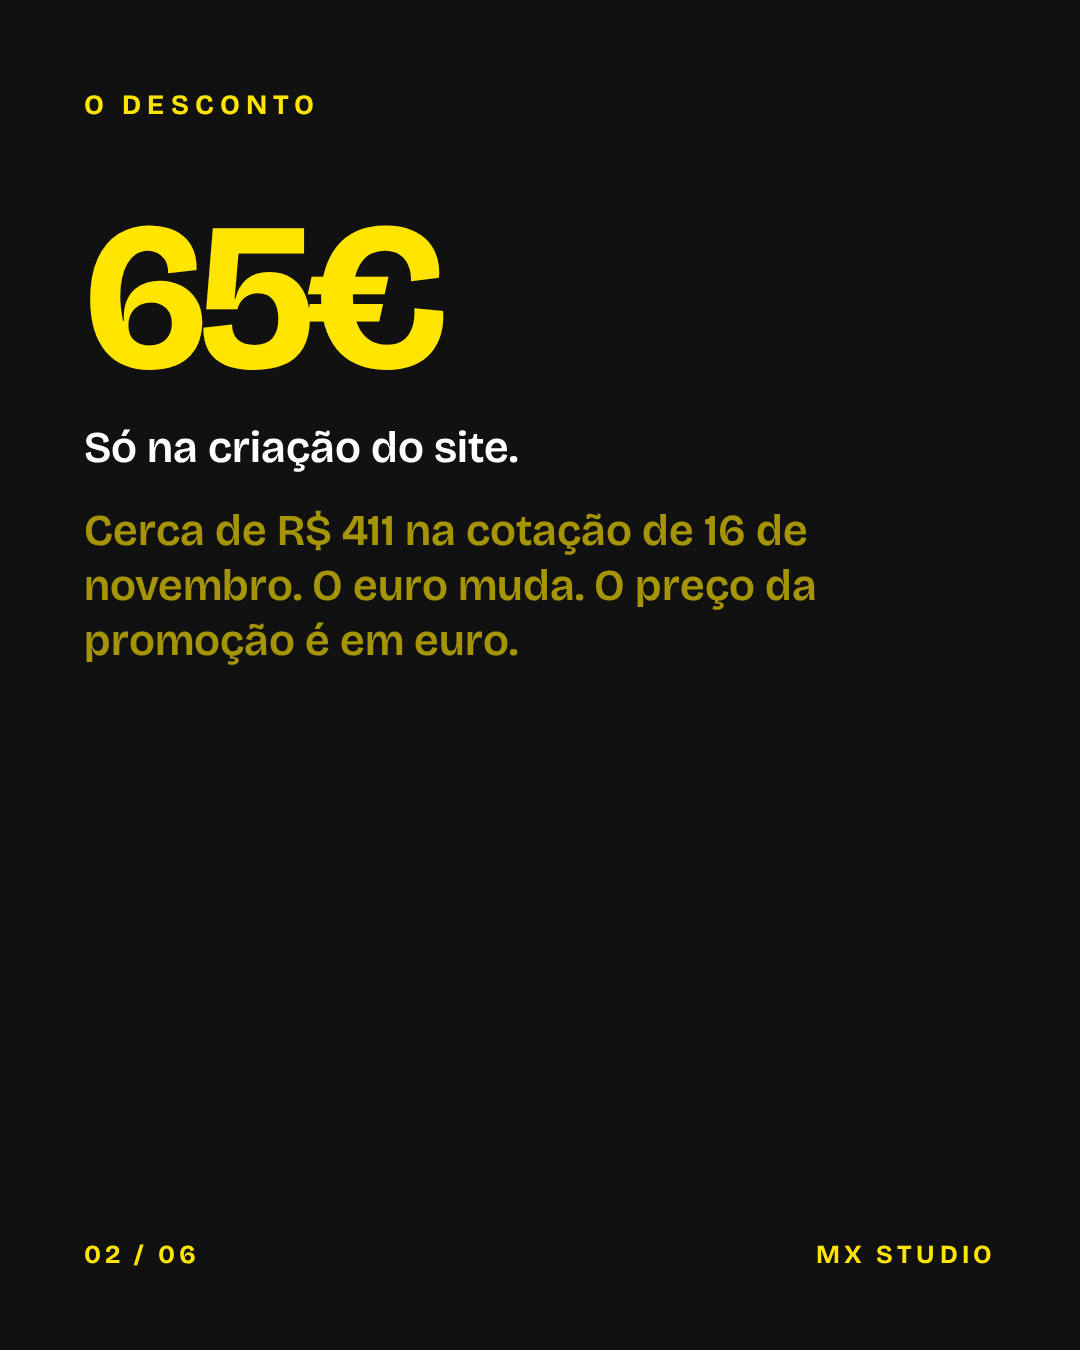 O DESCONTO
65€
Só na criação do site.
Cerca de R$ 411 na cotação de 16 de
novembro. O euro muda. O preço da
promoção é em euro.
02 / 06
MX STUDIO